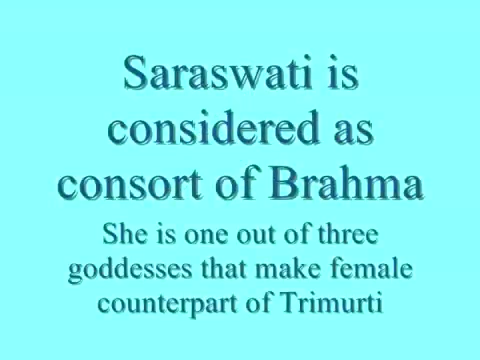 Saraswati is
considered as
consort of Brahma
She is one out of three
goddesses that make female
counterpart of Trimurti